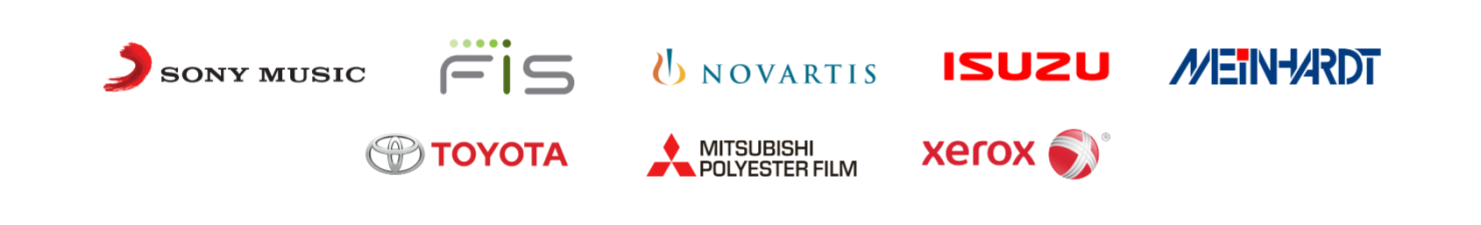 SONY MUSIC
FIS
NOVARTIS
ISUZU
MEINHARDT
TOYOTA
MITSUBISHI
POLYESTER FILM
xerox ®